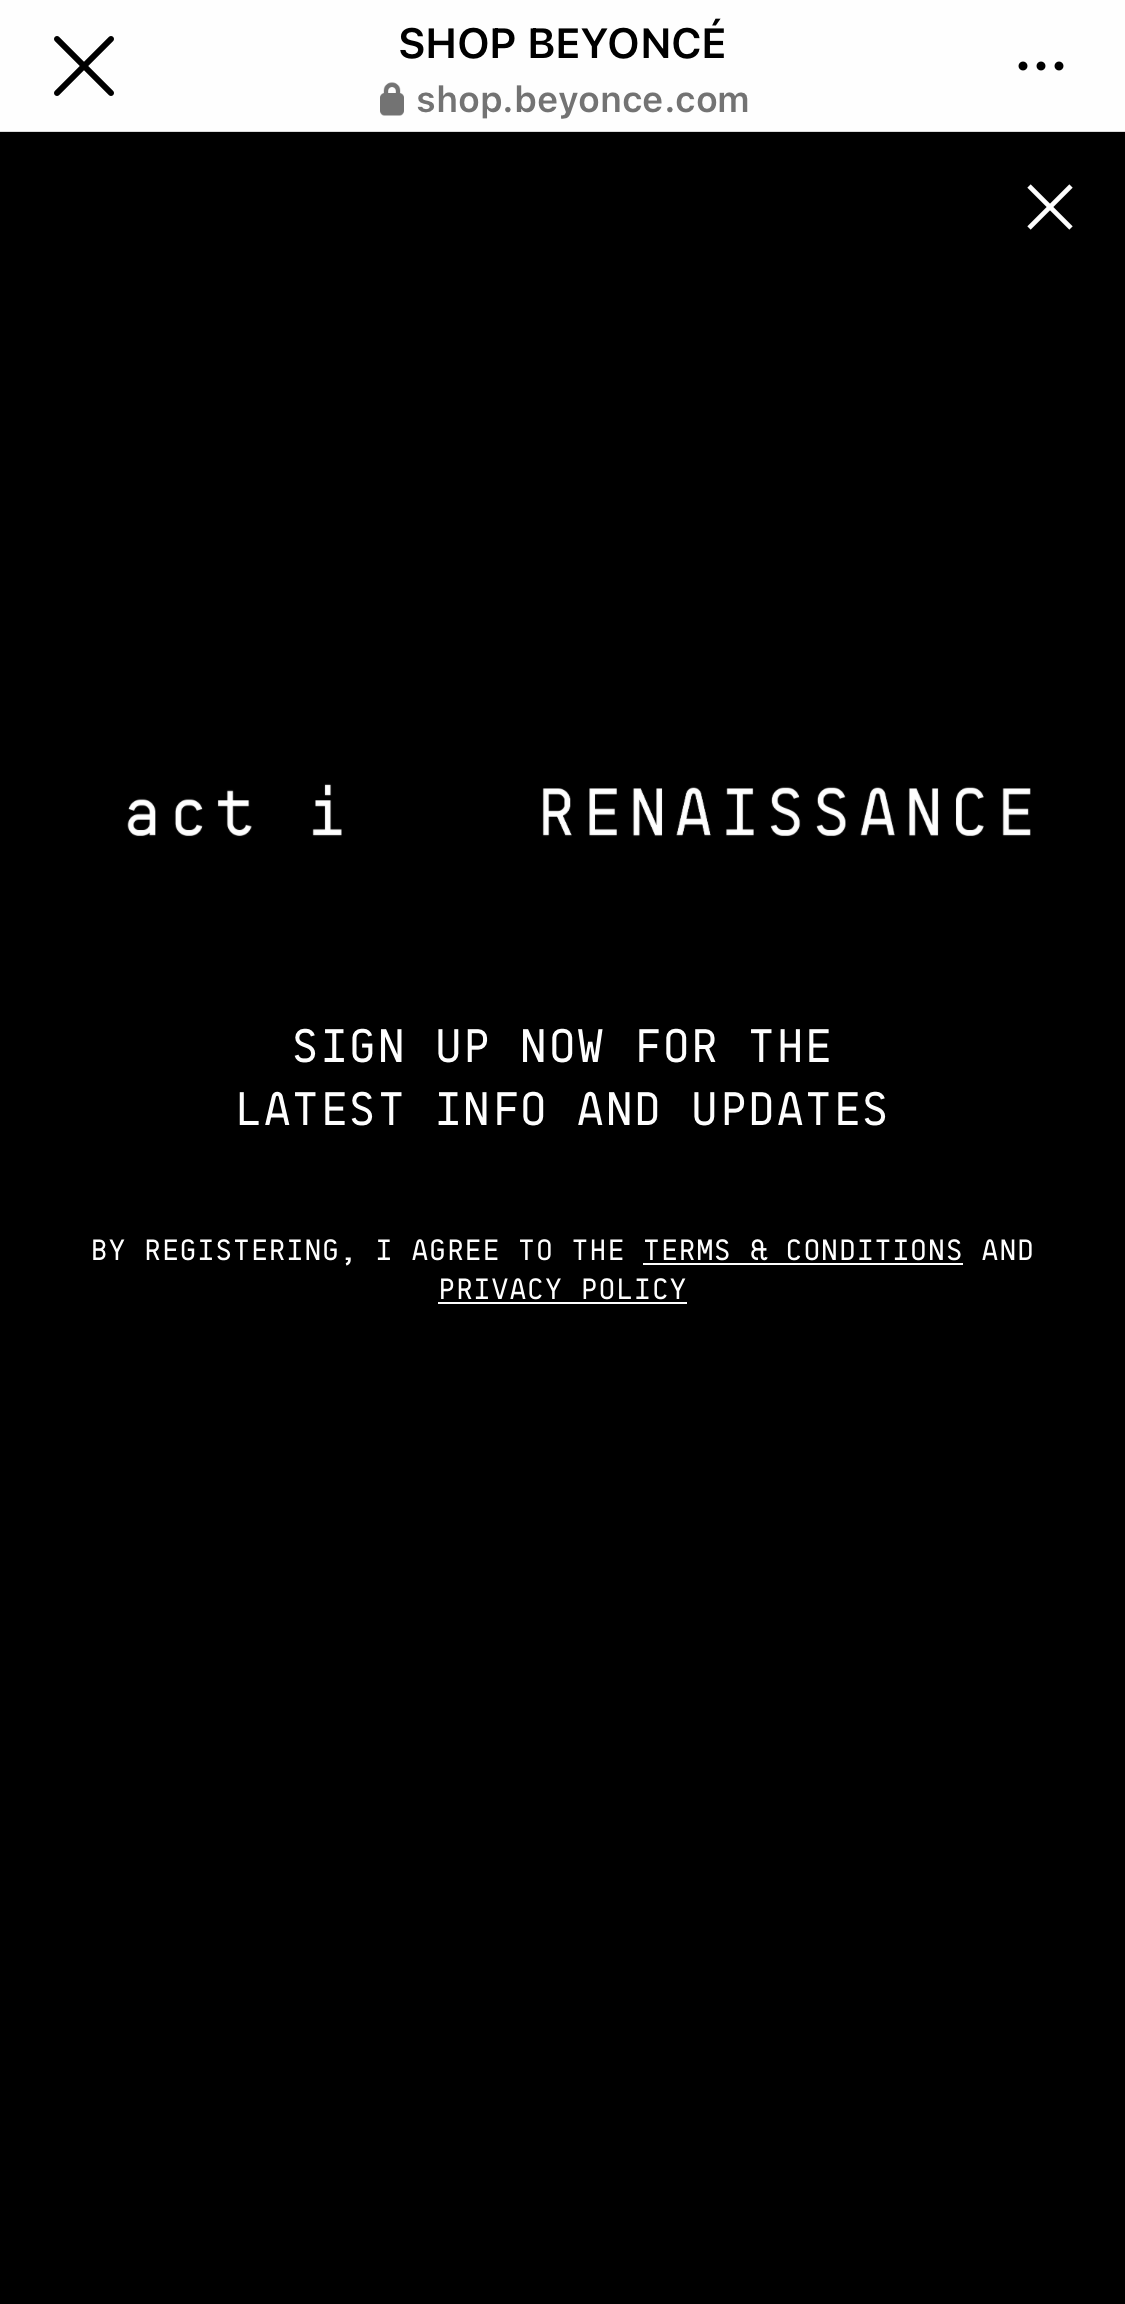 SHOP BEYONCÉ
shop.beyonce.com
act i RENAISSANCE
SIGN UP NOW FOR THE
LATEST INFO AND UPDATES
BY REGISTERING, I AGREE TO THE TERMS & CONDITIONS AND
PRIVACY POLICY